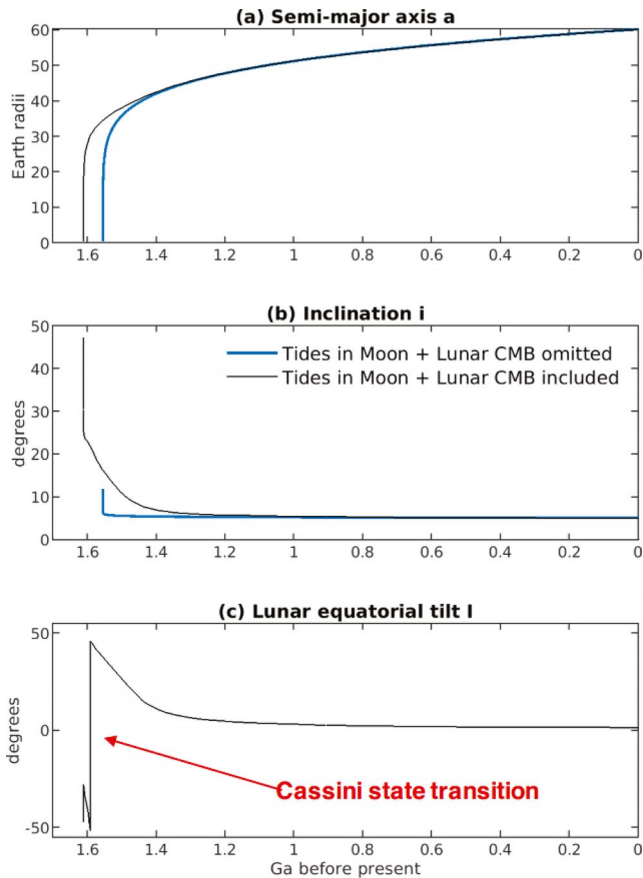 (a) Semi-major axis a
60
50
40
30
20
10
0
Earth radii
1.6 1.4 1.2 1 0.8 0.6 0.4 0.2 0
(b) Inclination i
50
40
30
20
10
0
degrees
Tides in Moon + Lunar CMB omitted
Tides in Moon + Lunar CMB included
1.6 1.4 1.2 1 0.8 0.6 0.4 0.2 0
(c) Lunar equatorial tilt I
50
0
-50
degrees
Cassini state transition
1.6 1.4 1.2 1 0.8 0.6 0.4 0.2 0
Ga before present